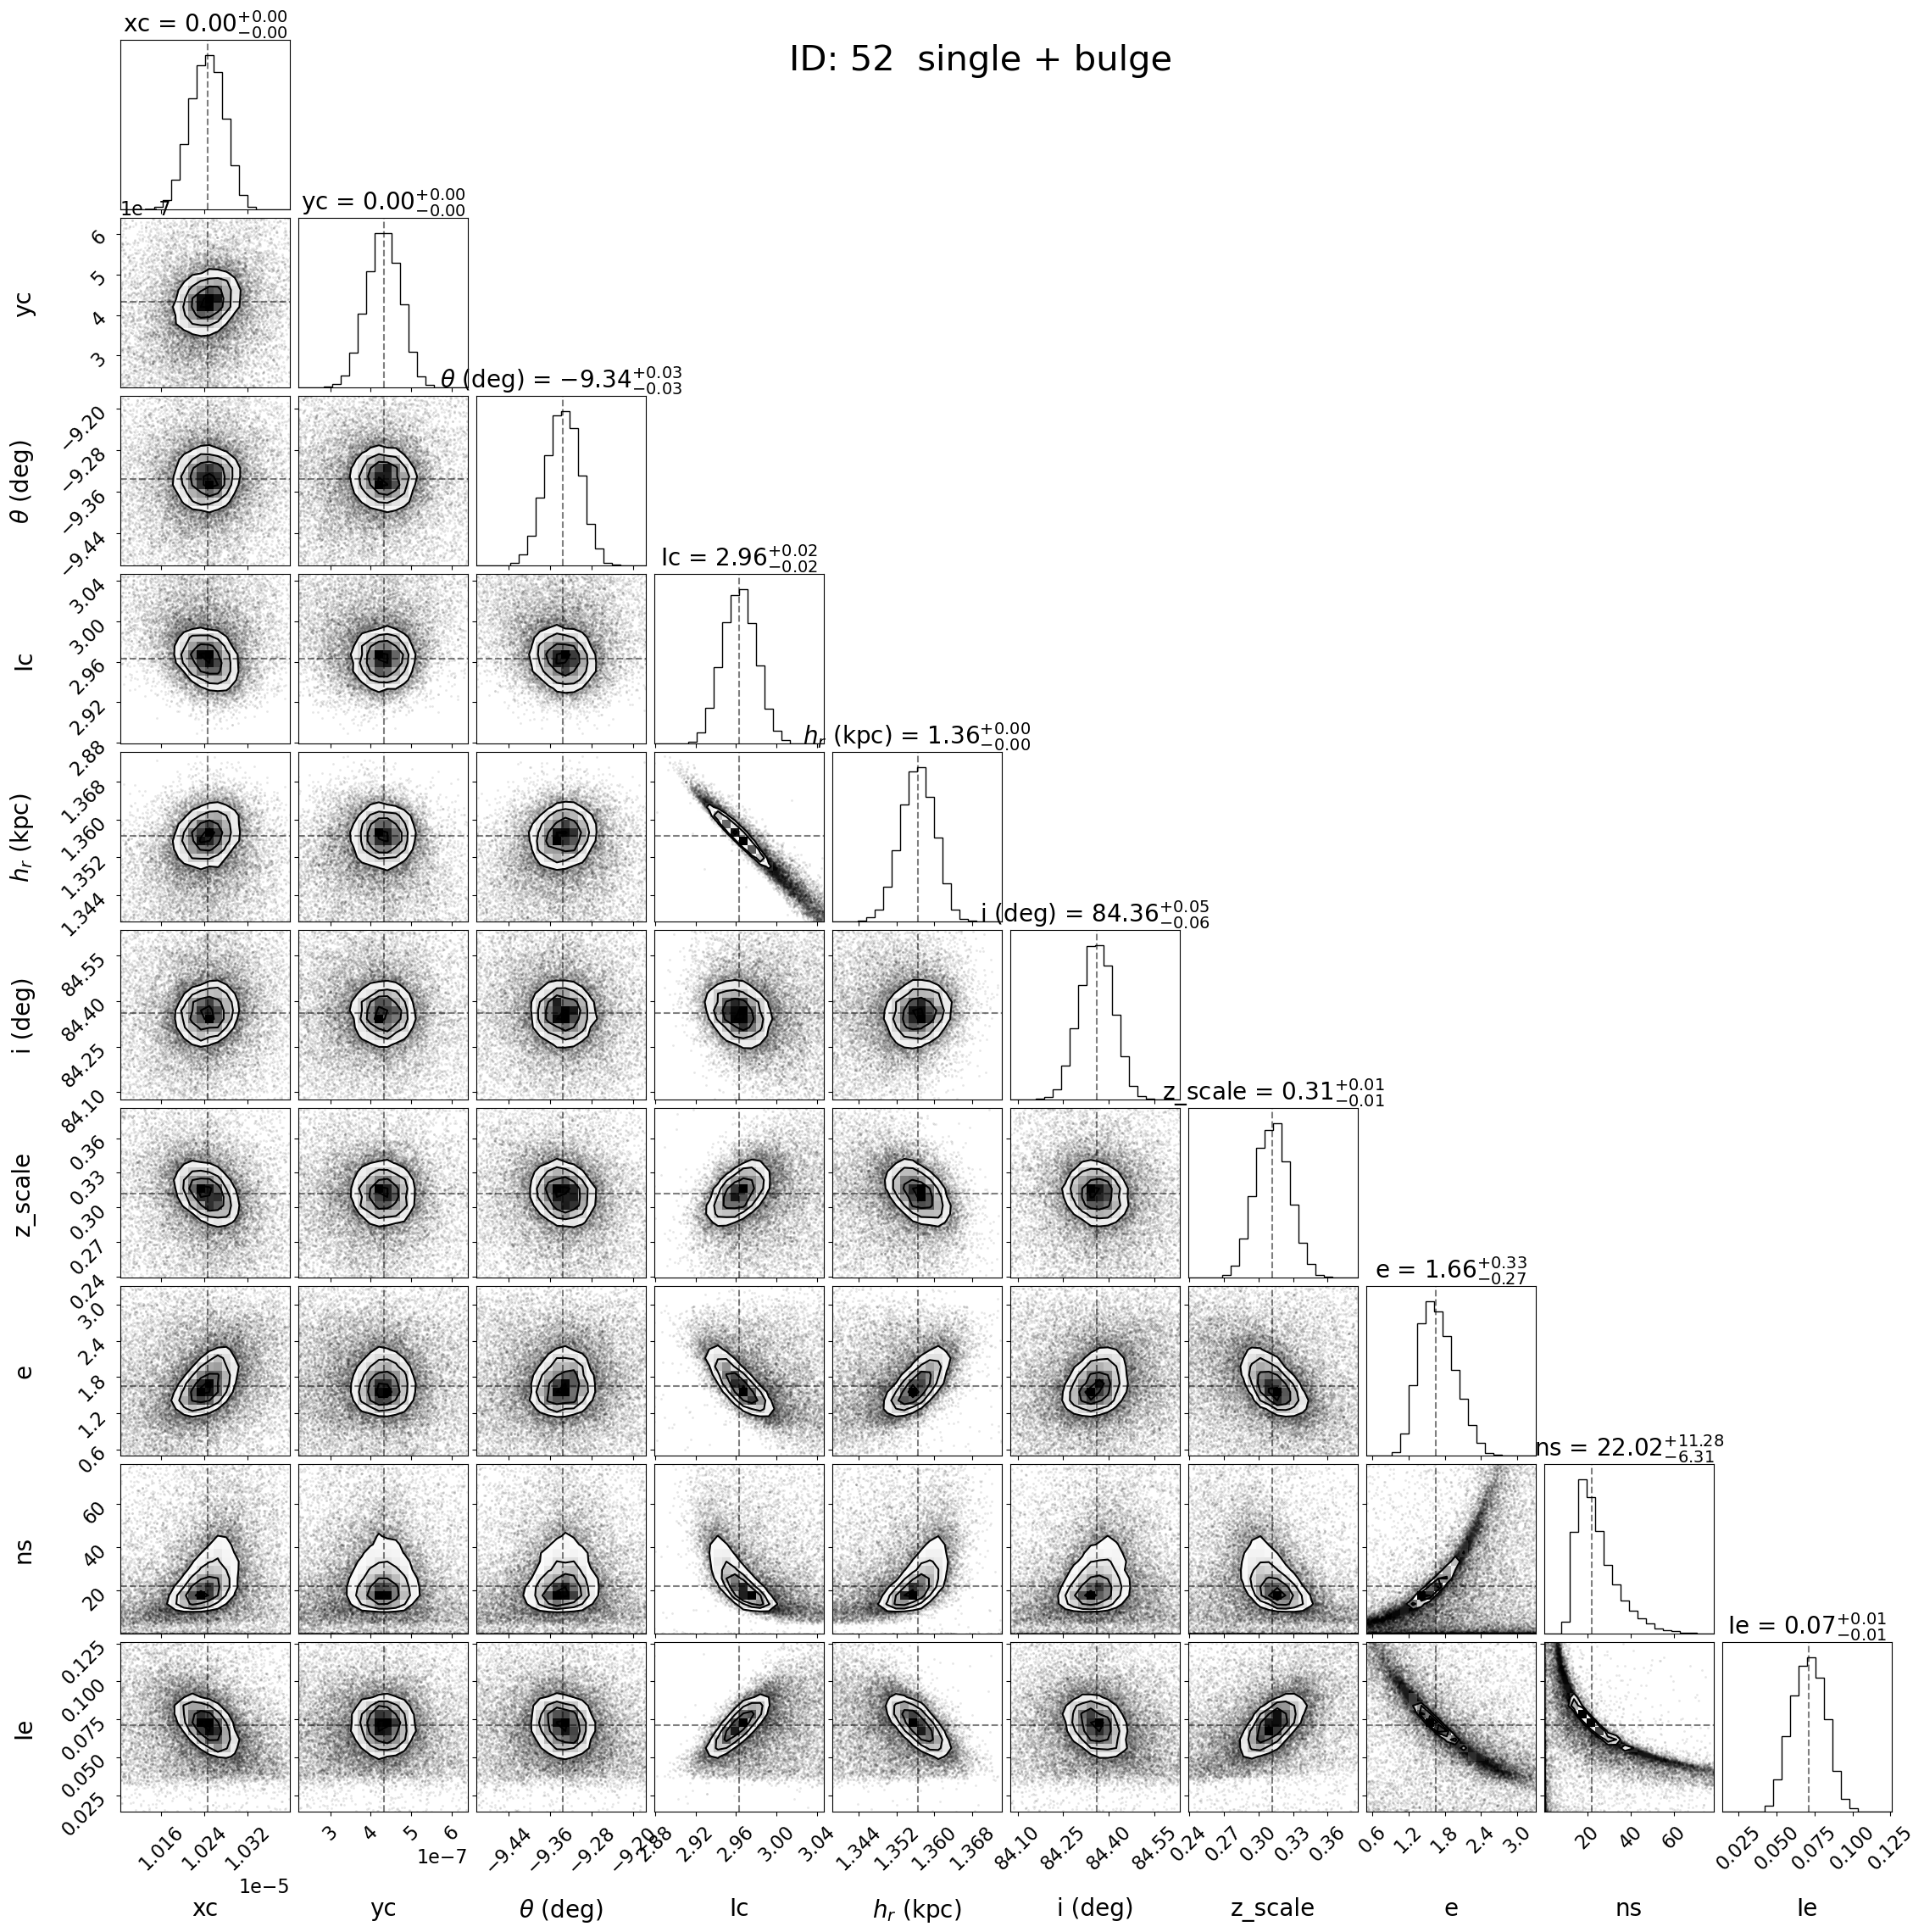 xc = 0.00+0.00−0.00
ID: 52  single + bulge
1e−7
yc = 0.00+0.00−0.00
6
5
4
3
yc
θ (deg) = −9.34+0.03−0.03
−9.20
−9.28
−9.36
−9.44
θ (deg)
Ic = 2.96+0.02−0.02
3.04
3.00
2.96
2.92
2.88
Ic
hr (kpc) = 1.36+0.00−0.00
1.368
1.360
1.352
1.344
hr (kpc)
i (deg) = 84.36+0.05−0.06
84.55
84.40
84.25
84.10
i (deg)
z_scale = 0.31+0.01−0.01
0.36
0.33
0.30
0.27
0.24
z_scale
e = 1.66+0.33−0.27
3.0
2.4
1.8
1.2
0.6
e
ns = 22.02+11.28−6.31
60
40
20
ns
Ie = 0.07+0.01−0.01
0.125
0.100
0.075
0.050
0.025
Ie
1.016 1.024 1.032 3 4 5 6 −9.44 −9.36 −9.28 −9.20 2.88 2.92 2.96 3.00 3.04 1.344 1.352 1.360 1.368 84.10 84.25 84.40 84.55 0.24 0.27 0.30 0.33 0.36 0.6 1.2 1.8 2.4 3.0 20 40 60 0.025 0.050 0.075 0.100 0.125
1e−5 1e−7
xc yc θ (deg) Ic hr (kpc) i (deg) z_scale e ns Ie